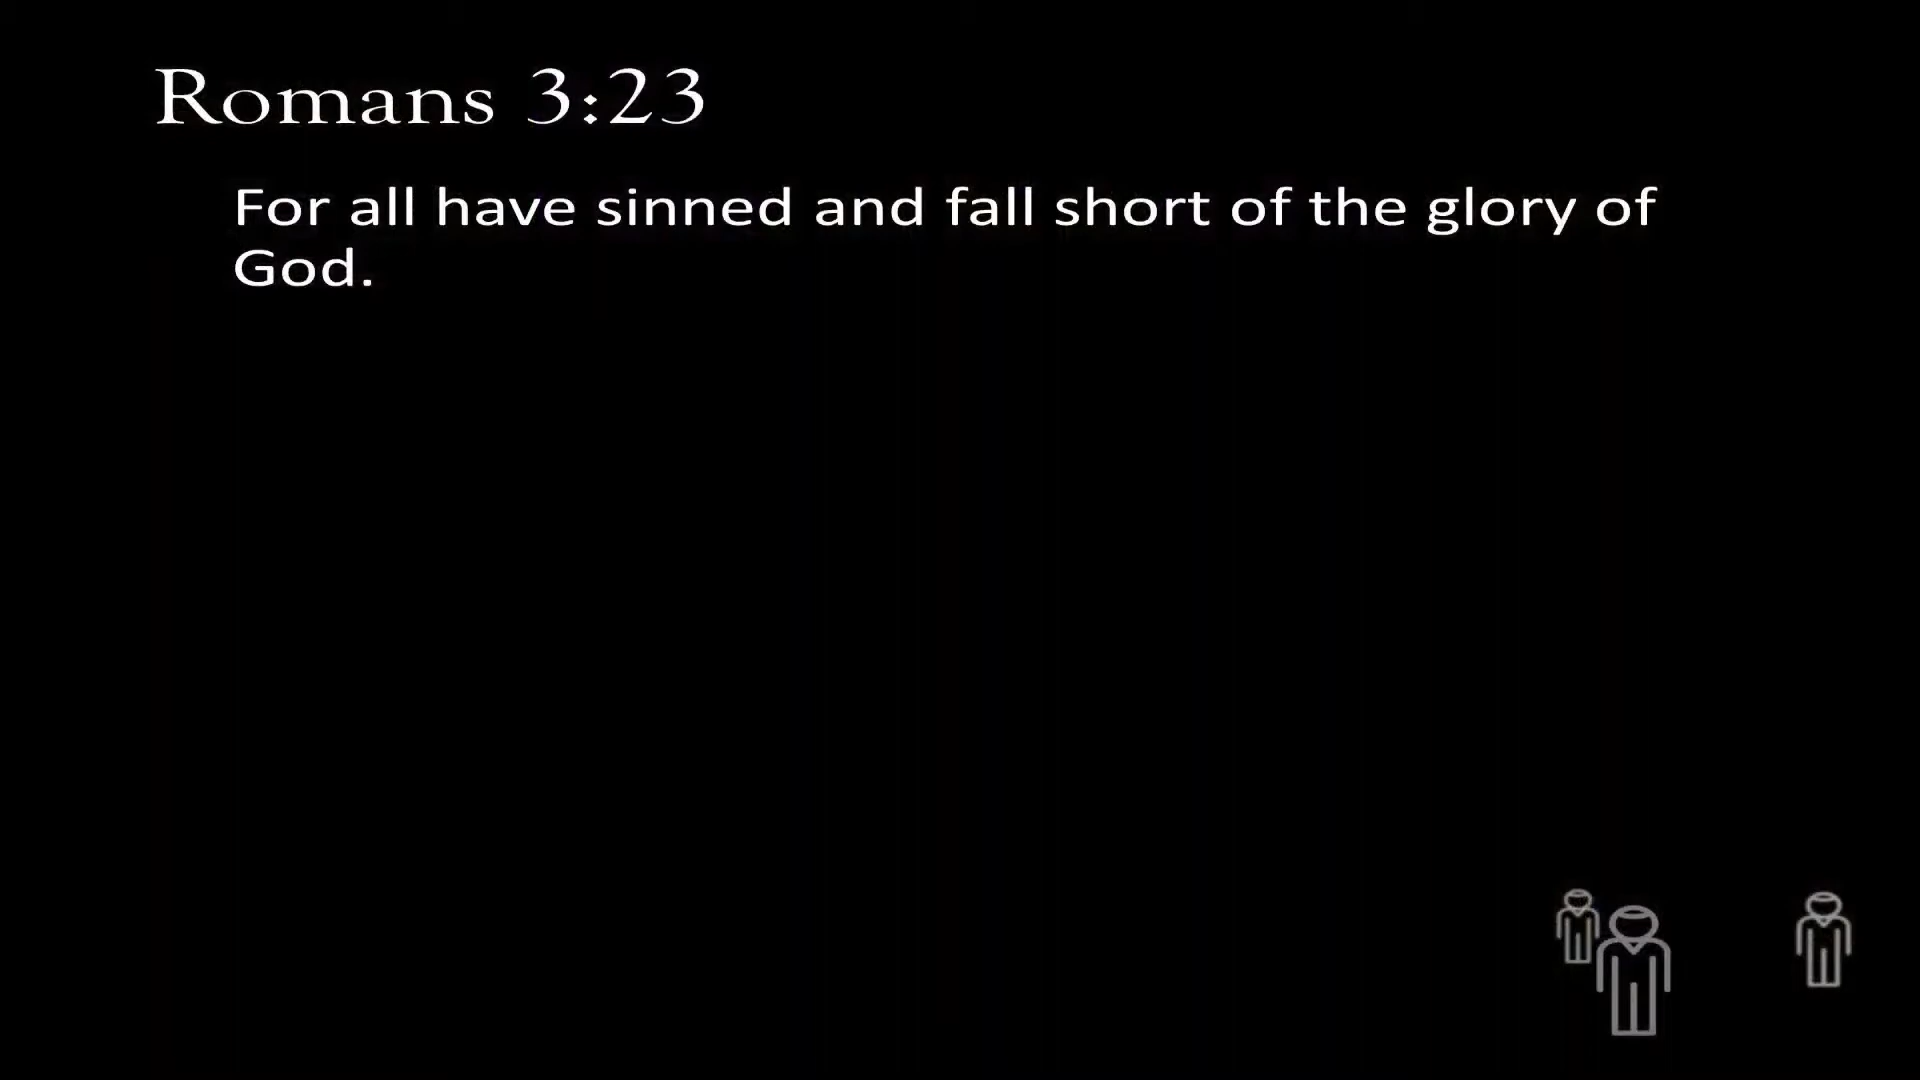 Romans 3:23
For all have sinned and fall short of the glory of
God.